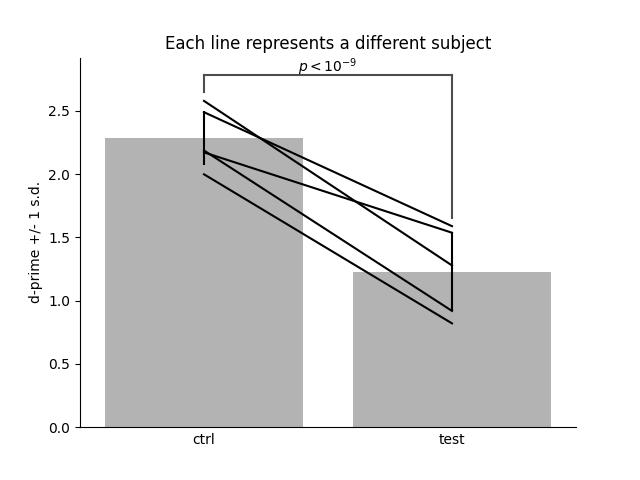 Each line represents a different subject
p < 10⁻⁹
2.5
2.0
1.5
1.0
0.5
0.0
d-prime +/- 1 s.d.
ctrl
test